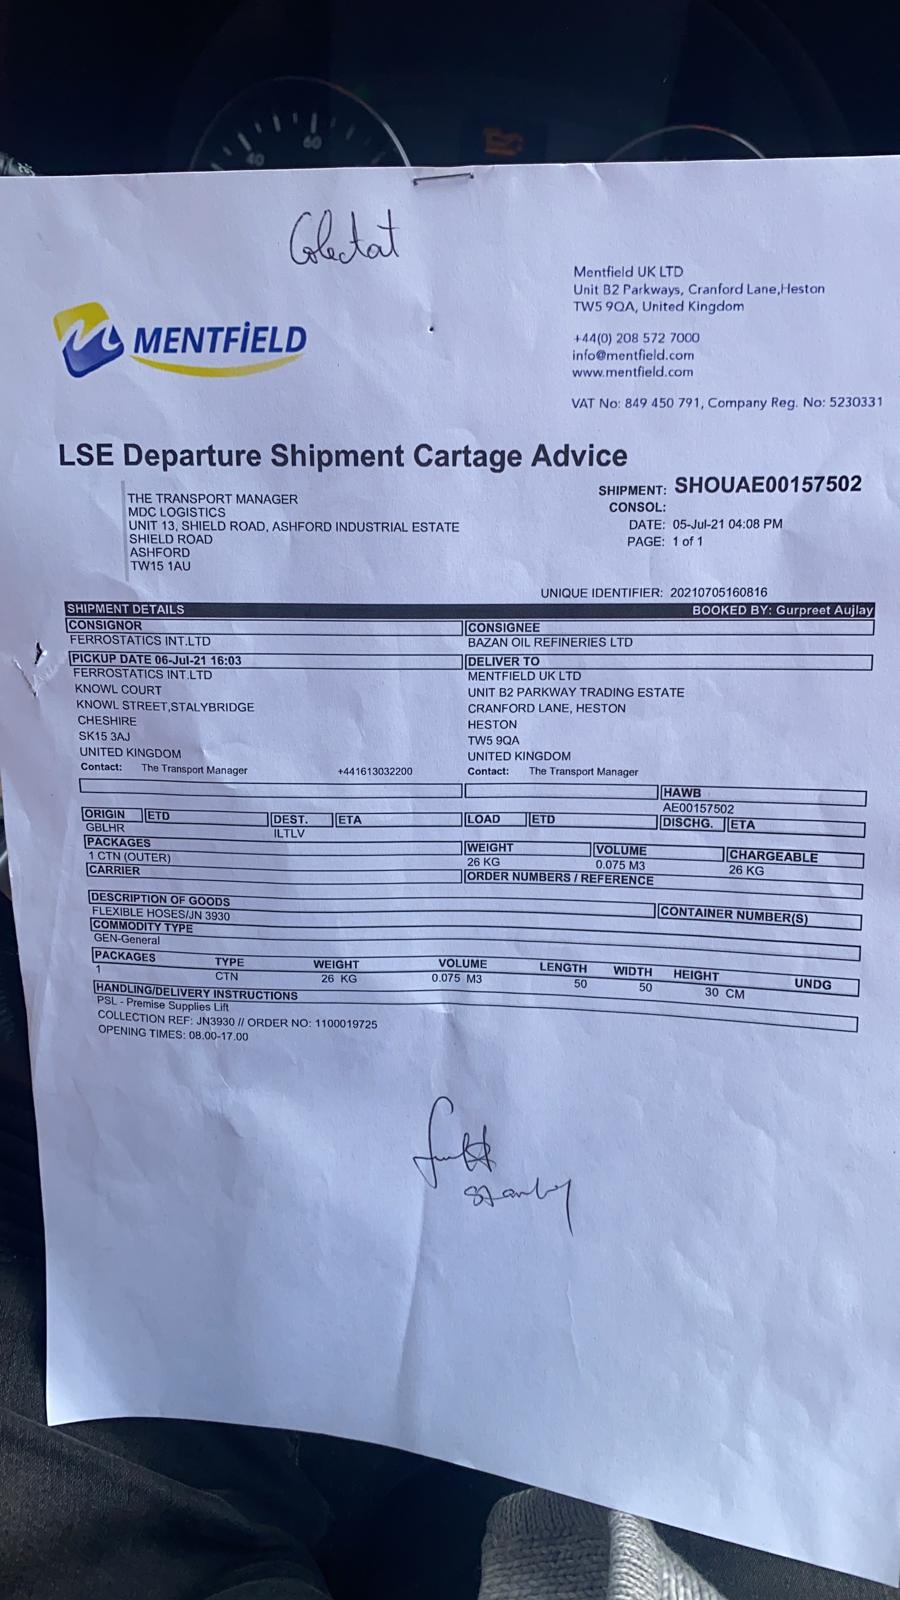 40
60
Colectat
MENTFİELD
Mentfield UK LTD
Unit B2 Parkways, Cranford Lane,Heston
TW5 9QA, United Kingdom
+44(0) 208 572 7000
info@mentfield.com
www.mentfield.com
VAT No: 849 450 791, Company Reg. No: 5230331
LSE Departure Shipment Cartage Advice
THE TRANSPORT MANAGER
MDC LOGISTICS
UNIT 13, SHIELD ROAD, ASHFORD INDUSTRIAL ESTATE
SHIELD ROAD
ASHFORD
TW15 1AU
SHIPMENT: SHOUAE00157502
CONSOL:
DATE: 05-Jul-21 04:08 PM
PAGE: 1 of 1
UNIQUE IDENTIFIER: 20210705160816
SHIPMENT DETAILS BOOKED BY: Gurpreet Aujlay
CONSIGNOR CONSIGNEE
FERROSTATICS INT.LTD BAZAN OIL REFINERIES LTD
PICKUP DATE 06-Jul-21 16:03 DELIVER TO
FERROSTATICS INT.LTD MENTFIELD UK LTD
KNOWL COURT UNIT B2 PARKWAY TRADING ESTATE
KNOWL STREET,STALYBRIDGE CRANFORD LANE, HESTON
CHESHIRE HESTON
SK15 3AJ TW5 9QA
UNITED KINGDOM UNITED KINGDOM
Contact: The Transport Manager +441613032200 Contact: The Transport Manager
HAWB
AE00157502
ORIGIN ETD DEST. ETA LOAD ETD DISCHG. ETA
GBLHR ILTLV
PACKAGES WEIGHT VOLUME CHARGEABLE
1 CTN (OUTER) 26 KG 0.075 M3 26 KG
CARRIER ORDER NUMBERS / REFERENCE
DESCRIPTION OF GOODS CONTAINER NUMBER(S)
FLEXIBLE HOSES/JN 3930
COMMODITY TYPE
GEN-General
PACKAGES TYPE WEIGHT VOLUME LENGTH WIDTH HEIGHT UNDG
1 CTN 26 KG 0.075 M3 50 50 30 CM
HANDLING/DELIVERY INSTRUCTIONS
PSL - Premise Supplies Lift
COLLECTION REF: JN3930 // ORDER NO: 1100019725
OPENING TIMES: 08.00-17.00